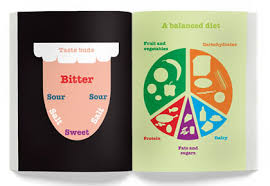 Taste buds
Bitter
Sour
Sour
Salt
Salt
Sweet
A balanced diet
Fruit and
vegetables
Carbohydrates
Protein
Dairy
Fats and
sugars